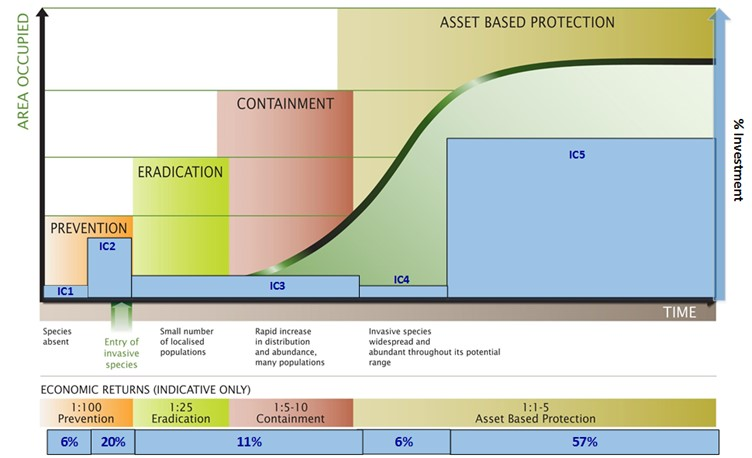 ASSET BASED PROTECTION
AREA OCCUPIED
% Investment
CONTAINMENT
ERADICATION
PREVENTION
IC1
IC2
IC3
IC4
IC5
TIME
Species
absent
Entry of
invasive
species
Small number
of localised
populations
Rapid increase
in distribution
and abundance,
many populations
Invasive species
widespread and
abundant throughout its potential
range
ECONOMIC RETURNS (INDICATIVE ONLY)
1:100
Prevention
1:25
Eradication
1:5-10
Containment
1:1-5
Asset Based Protection
6%
20%
11%
6%
57%